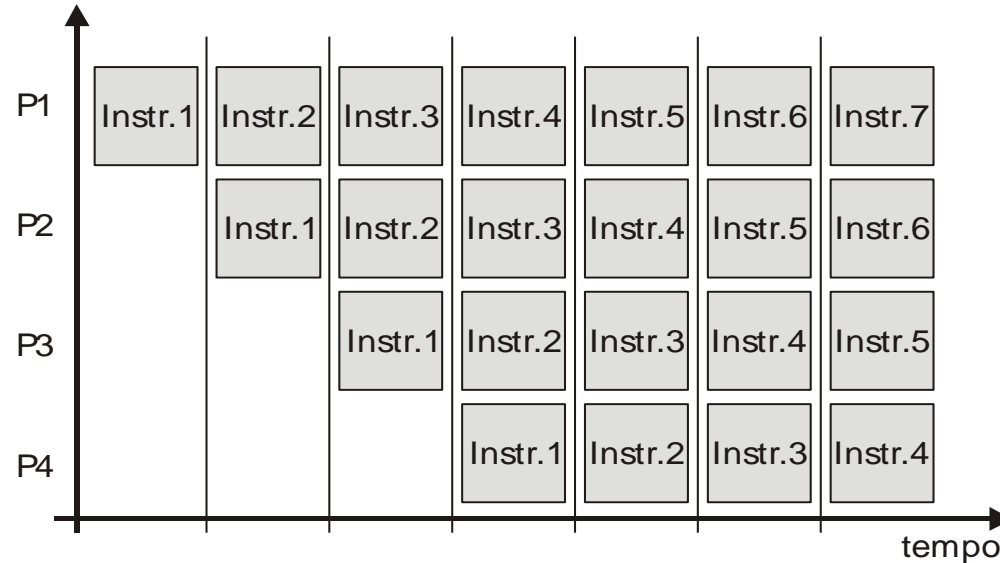 P1 Instr.1 Instr.2 Instr.3 Instr.4 Instr.5 Instr.6 Instr.7
P2 Instr.1 Instr.2 Instr.3 Instr.4 Instr.5 Instr.6
P3 Instr.1 Instr.2 Instr.3 Instr.4 Instr.5
P4 Instr.1 Instr.2 Instr.3 Instr.4
tempo